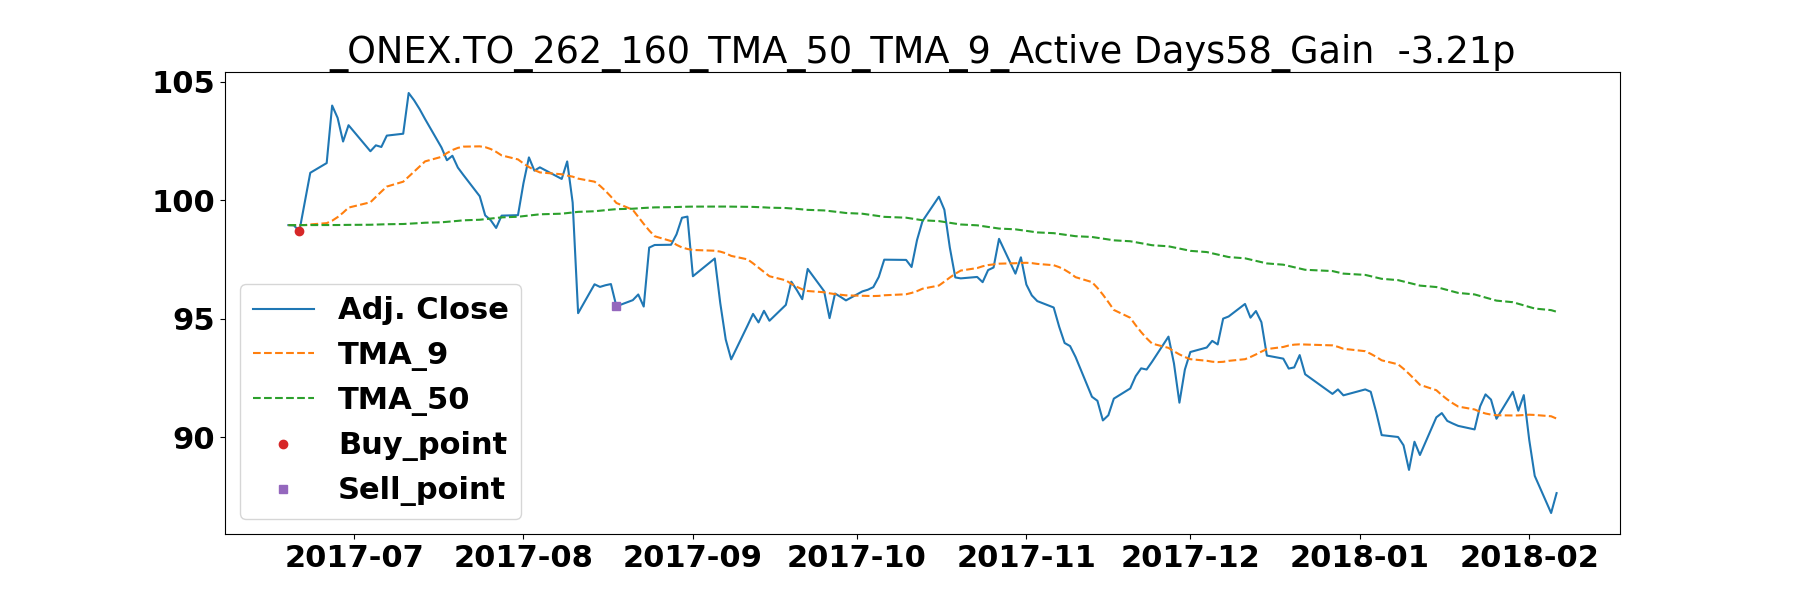 _ONEX.TO_262_160_TMA_50_TMA_9_Active Days58_Gain  -3.21p
105
100
95
90
Adj. Close
TMA_9
TMA_50
Buy_point
Sell_point
2017-07 2017-08 2017-09 2017-10 2017-11 2017-12 2018-01 2018-02